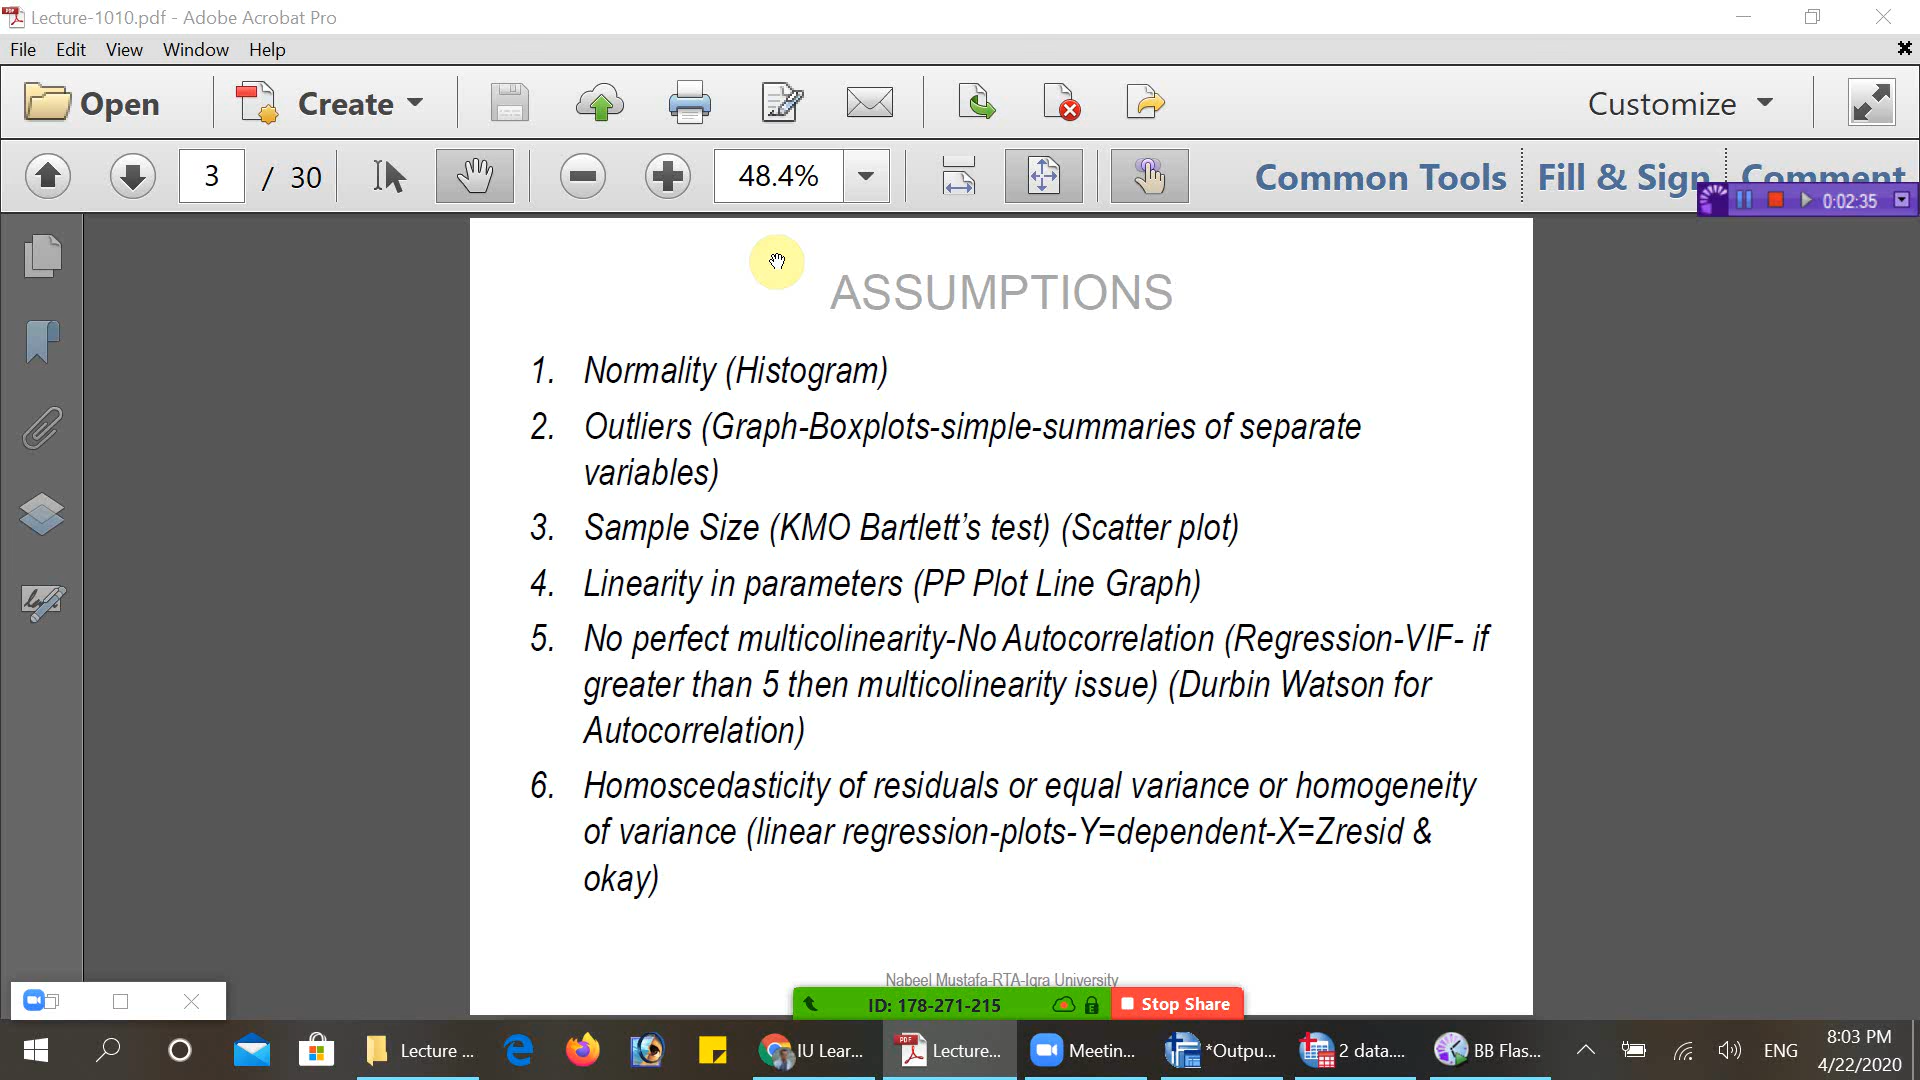 Lecture-1010.pdf - Adobe Acrobat Pro
File Edit View Window Help
Open Create Customize
3 / 30 48.4% Common Tools Fill & Sign Comment
0:02:35
ASSUMPTIONS
1. Normality (Histogram)
2. Outliers (Graph-Boxplots-simple-summaries of separate
variables)
3. Sample Size (KMO Bartlett's test) (Scatter plot)
4. Linearity in parameters (PP Plot Line Graph)
5. No perfect multicolinearity-No Autocorrelation (Regression-VIF- if
greater than 5 then multicolinearity issue) (Durbin Watson for
Autocorrelation)
6. Homoscedasticity of residuals or equal variance or homogeneity
of variance (linear regression-plots-Y=dependent-X=Zresid &
okay)
Nabeel Mustafa-RTA-Iqra University
ID: 178-271-215 Stop Share
Lecture ... IU Lear... Lecture... Meetin... *Outpu... 2 data.... BB Flas... ENG
8:03 PM
4/22/2020